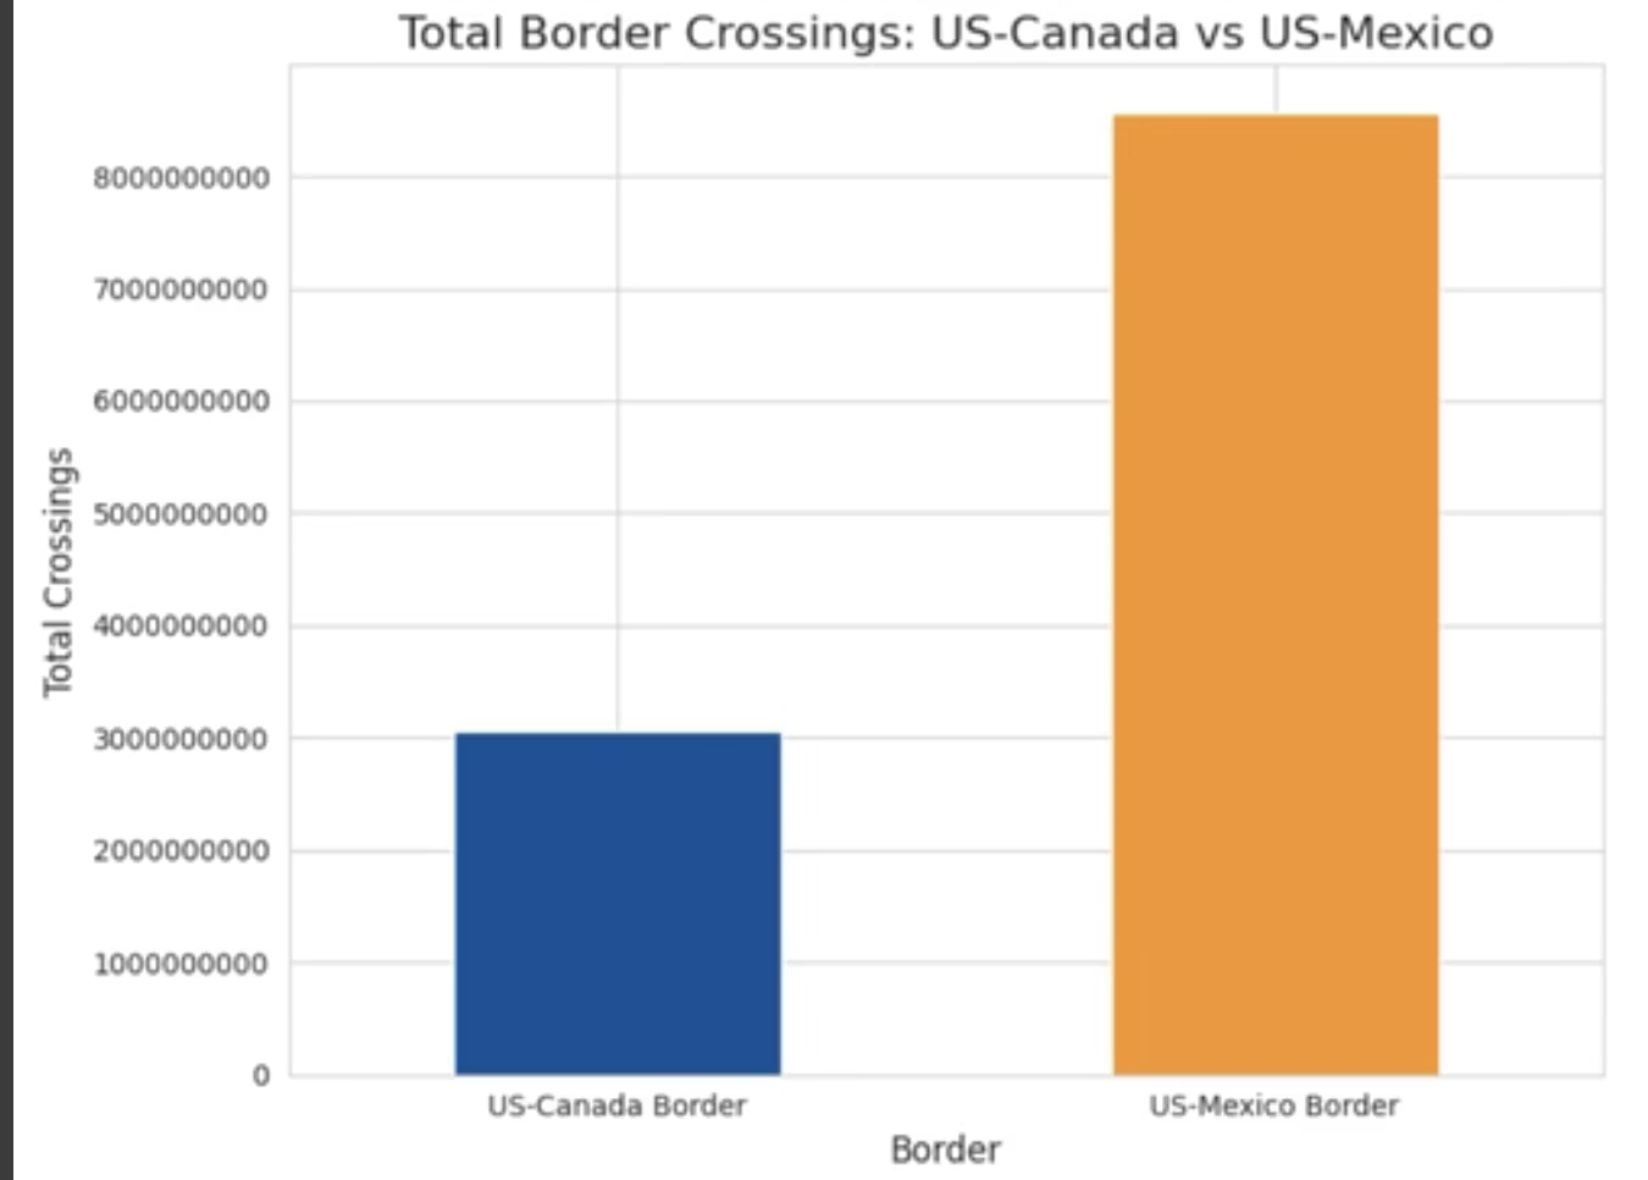 Total Border Crossings: US-Canada vs US-Mexico
8000000000
7000000000
6000000000
5000000000
4000000000
3000000000
2000000000
1000000000
0
Total Crossings
US-Canada Border
US-Mexico Border
Border